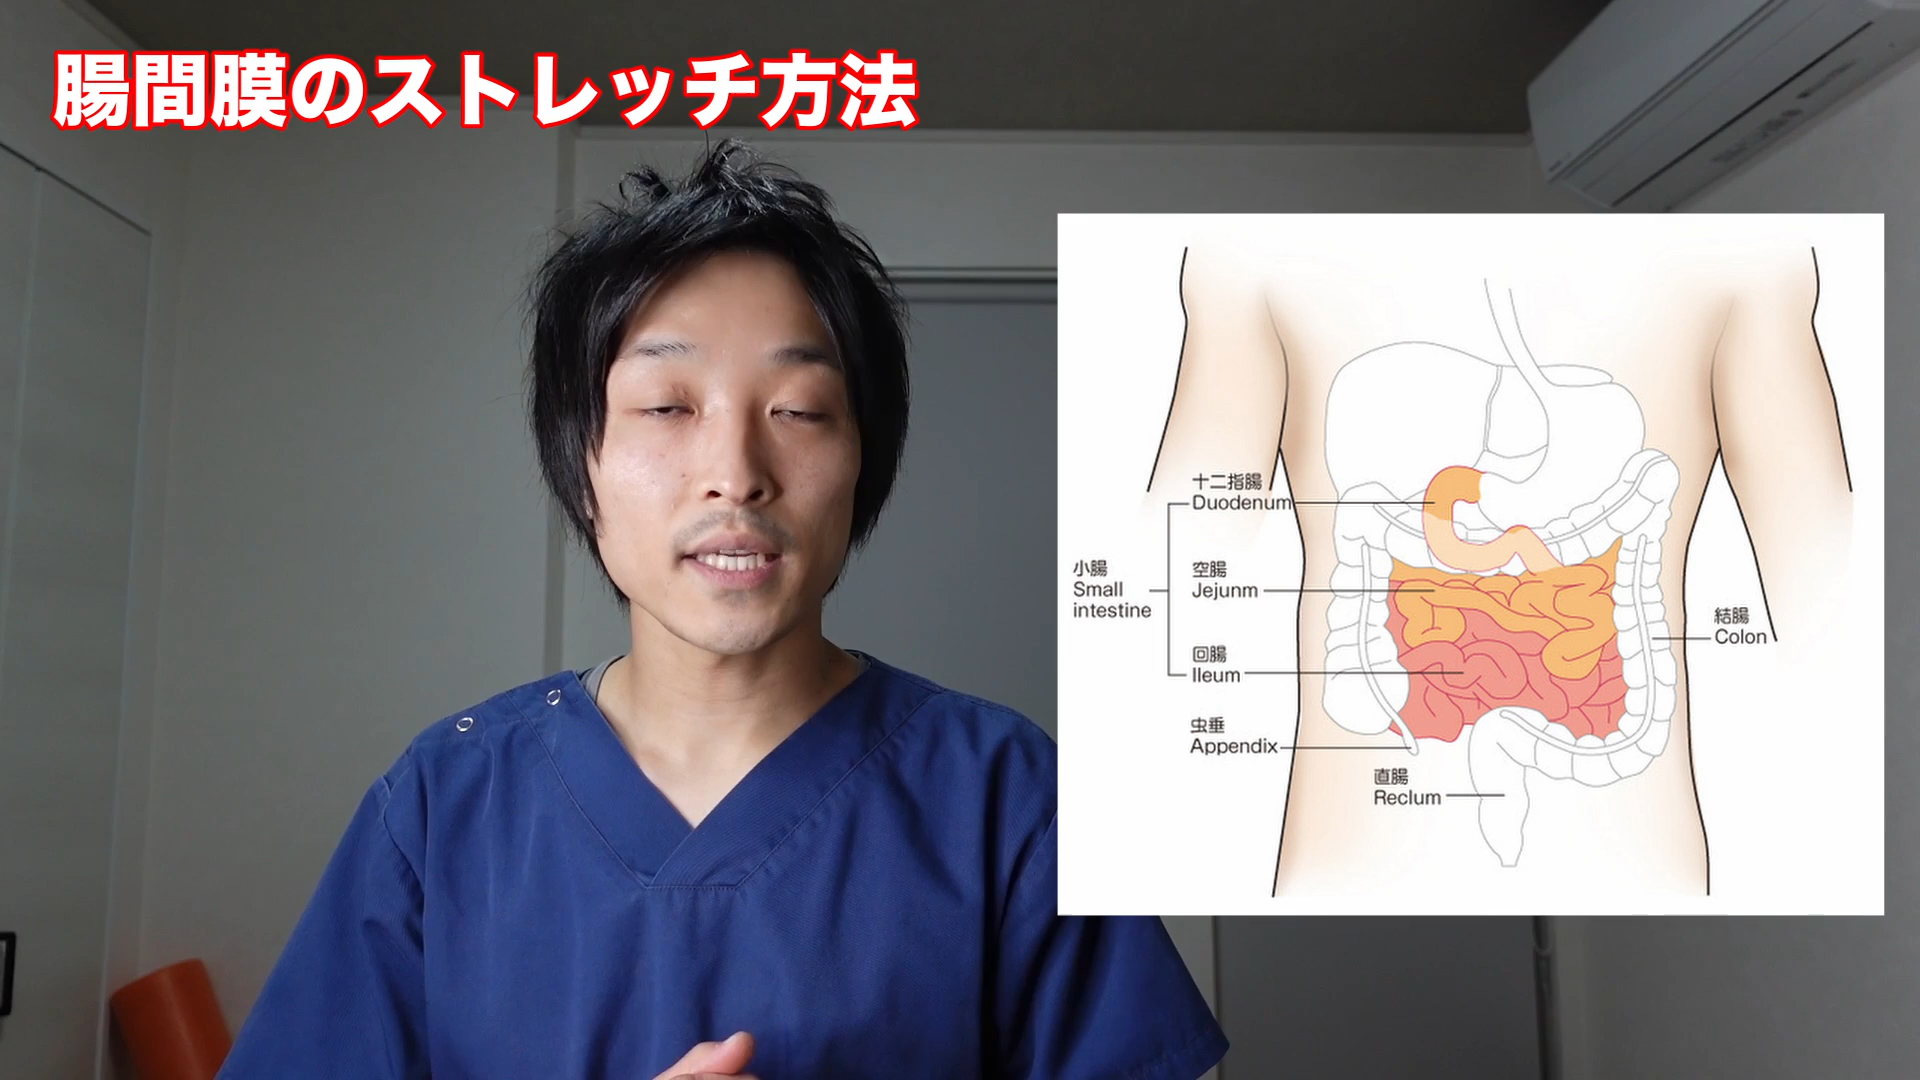 腸間膜のストレッチ方法
十二指腸
Duodenum
小腸
Small
intestine
空腸
Jejunm
回腸
Ileum
虫垂
Appendix
直腸
Reclum
結腸
Colon